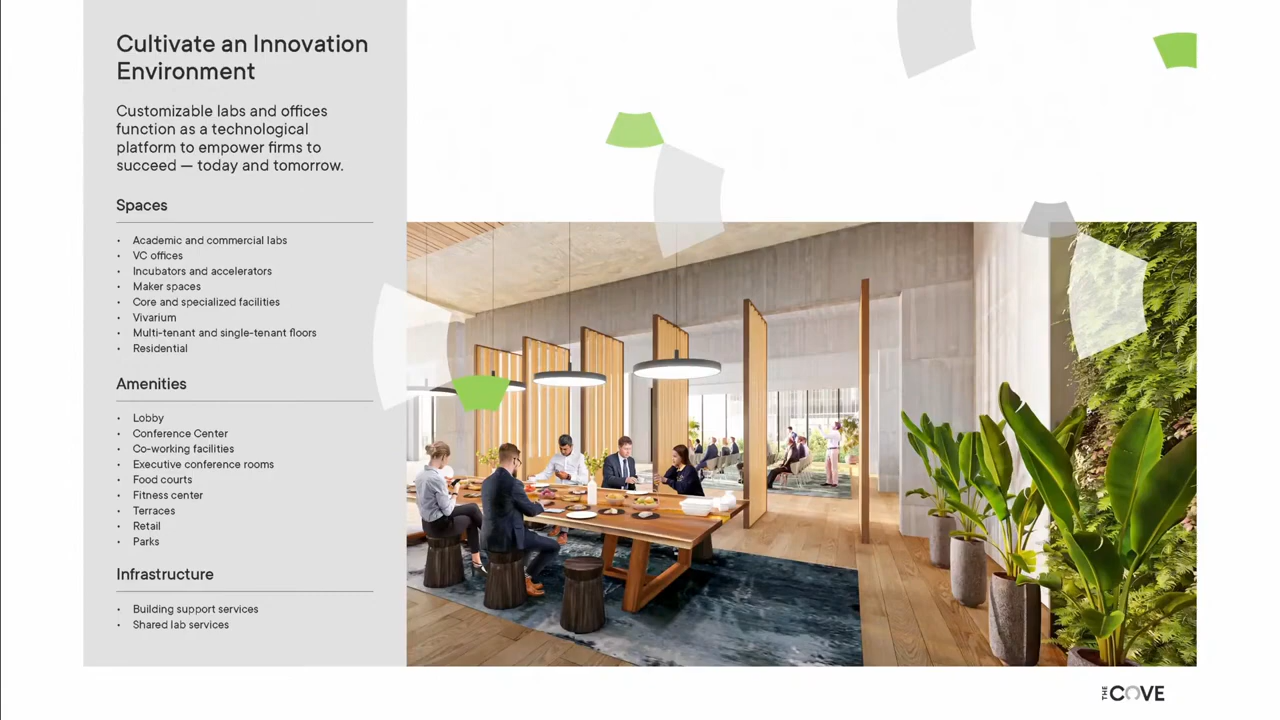 Cultivate an Innovation
Environment
Customizable labs and offices
function as a technological
platform to empower firms to
succeed — today and tomorrow.
Spaces
• Academic and commercial labs
• VC offices
• Incubators and accelerators
• Maker spaces
• Core and specialized facilities
• Vivarium
• Multi-tenant and single-tenant floors
• Residential
Amenities
• Lobby
• Conference Center
• Co-working facilities
• Executive conference rooms
• Food courts
• Fitness center
• Terraces
• Retail
• Parks
Infrastructure
• Building support services
• Shared lab services
THE COVE